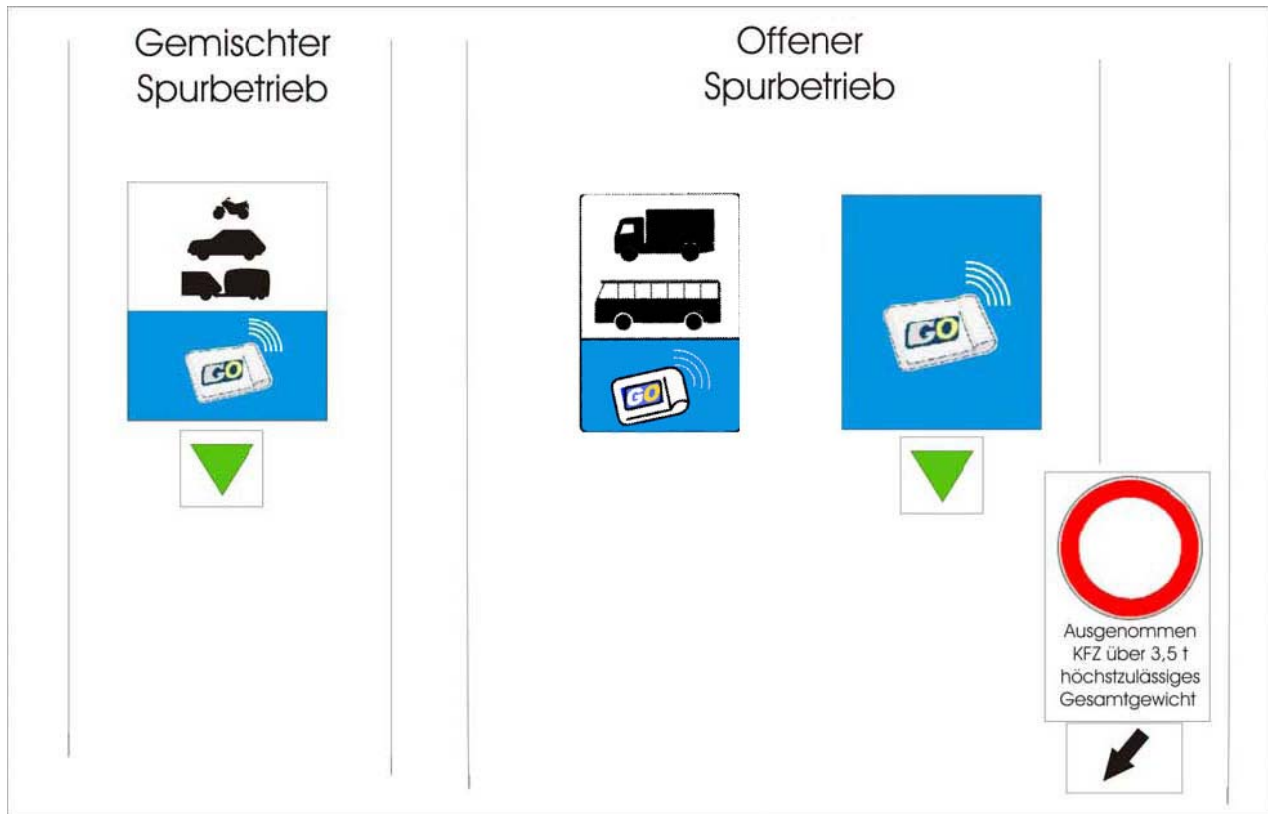 Gemischter
Spurbetrieb
Offener
Spurbetrieb
GO
GO
GO
Ausgenommen
KFZ über 3,5 t
höchstzulässiges
Gesamtgewicht